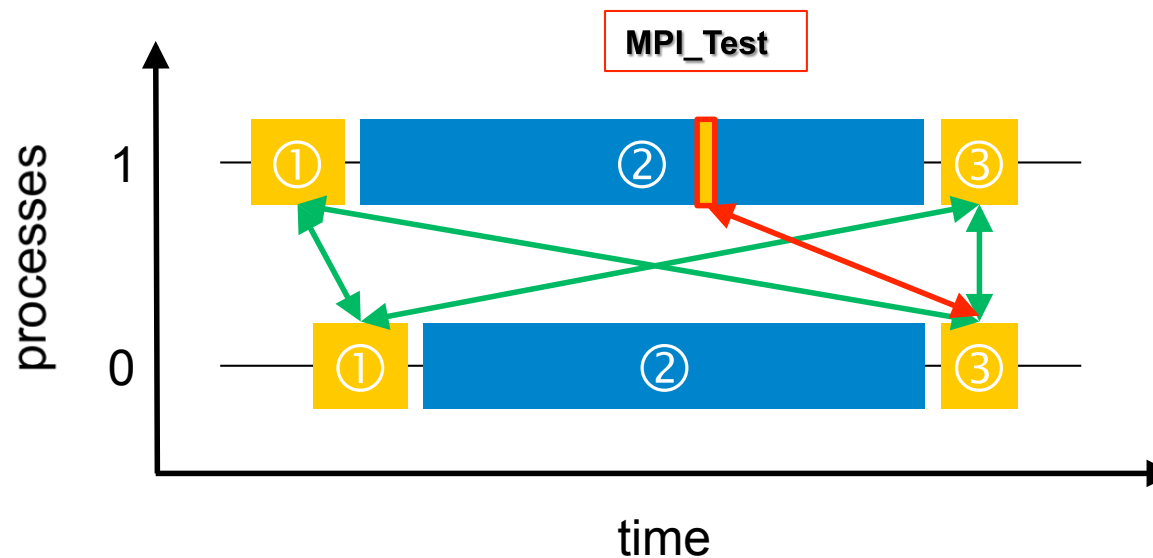 MPI_Test
processes
1
① ② ③
0
① ② ③
time